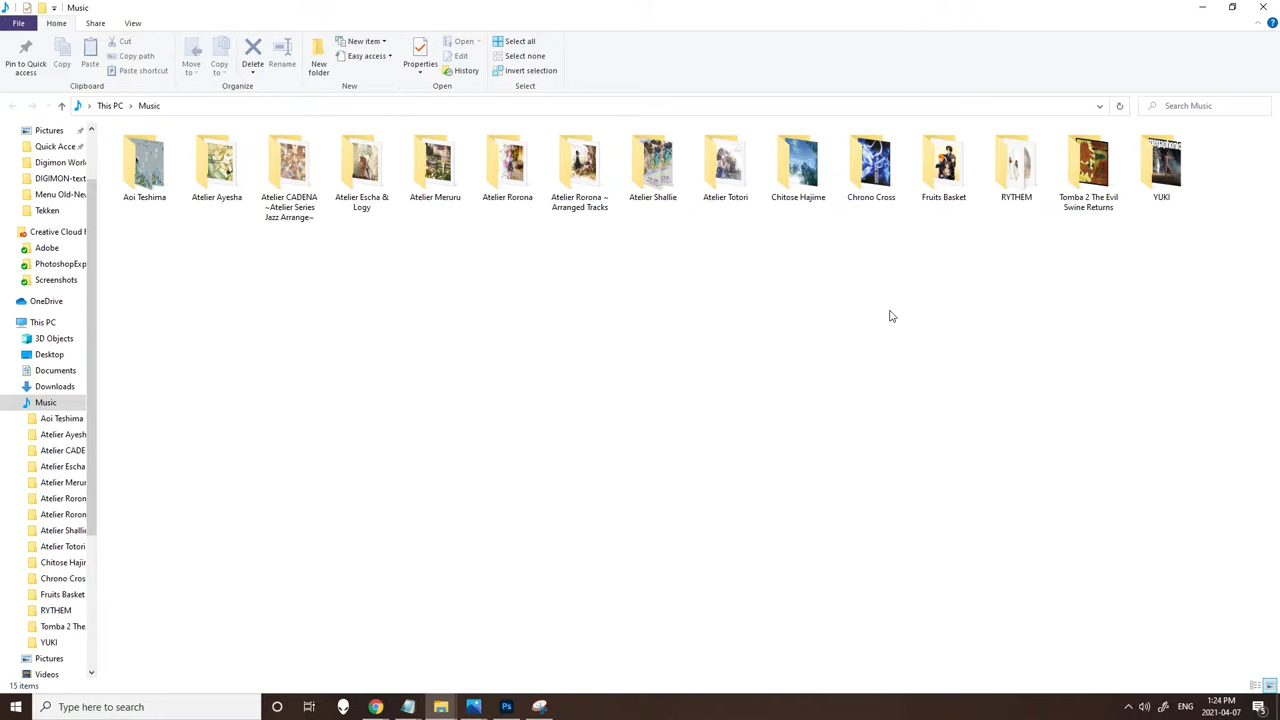 Music
File Home Share View
Pin to Quick access
Copy
Paste
Cut
Copy path
Paste shortcut
Clipboard
Move to
Copy to
Delete
Rename
Organize
New folder
New item
Easy access
New
Properties
Open
Edit
History
Open
Select all
Select none
Invert selection
Select
This PC Music
Search Music
Pictures
Quick Acce
Digimon Worl
DIGIMON-text
Menu Old-New
Tekken
Creative Cloud F
Adobe
PhotoshopExp
Screenshots
OneDrive
This PC
3D Objects
Desktop
Documents
Downloads
Music
Aoi Teshima
Atelier Ayesh
Atelier CADE
Atelier Escha
Atelier Merur
Atelier Roron
Atelier Roron
Atelier Shallie
Atelier Totori
Chitose Hajir
Chrono Cros
Fruits Basket
RYTHEM
Tomba 2 The
YUKI
Pictures
Videos
Aoi Teshima
Atelier Ayesha
Atelier CADENA
~Atelier Series
Jazz Arrange~
Atelier Escha &
Logy
Atelier Meruru
Atelier Rorona
Atelier Rorona ~
Arranged Tracks
Atelier Shallie
Atelier Totori
Chitose Hajime
Chrono Cross
Fruits Basket
RYTHEM
Tomba 2 The Evil
Swine Returns
YUKI
15 items
Type here to search
Ps
ENG
1:24 PM
2021-04-07
5